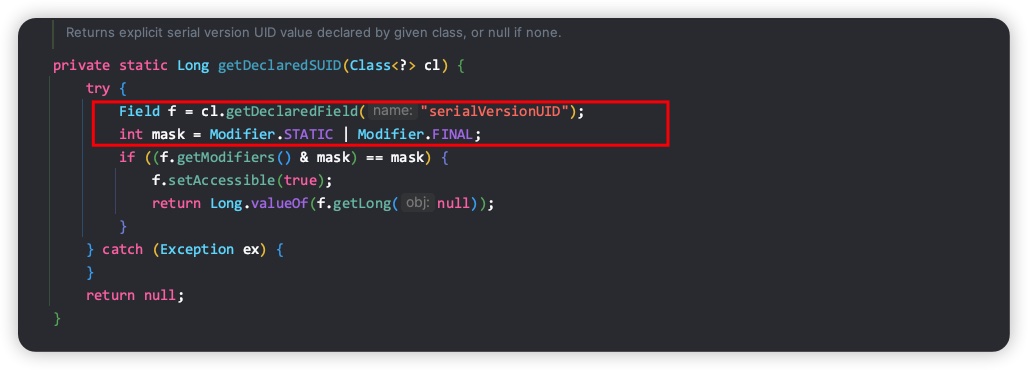 Returns explicit serial version UID value declared by given class, or null if none.
private static Long getDeclaredSUID(Class<?> cl) {
try {
Field f = cl.getDeclaredField( name: "serialVersionUID");
int mask = Modifier.STATIC | Modifier.FINAL;
if ((f.getModifiers() & mask) == mask) {
f.setAccessible(true);
return Long.valueOf(f.getLong( obj: null));
}
} catch (Exception ex) {
}
return null;
}